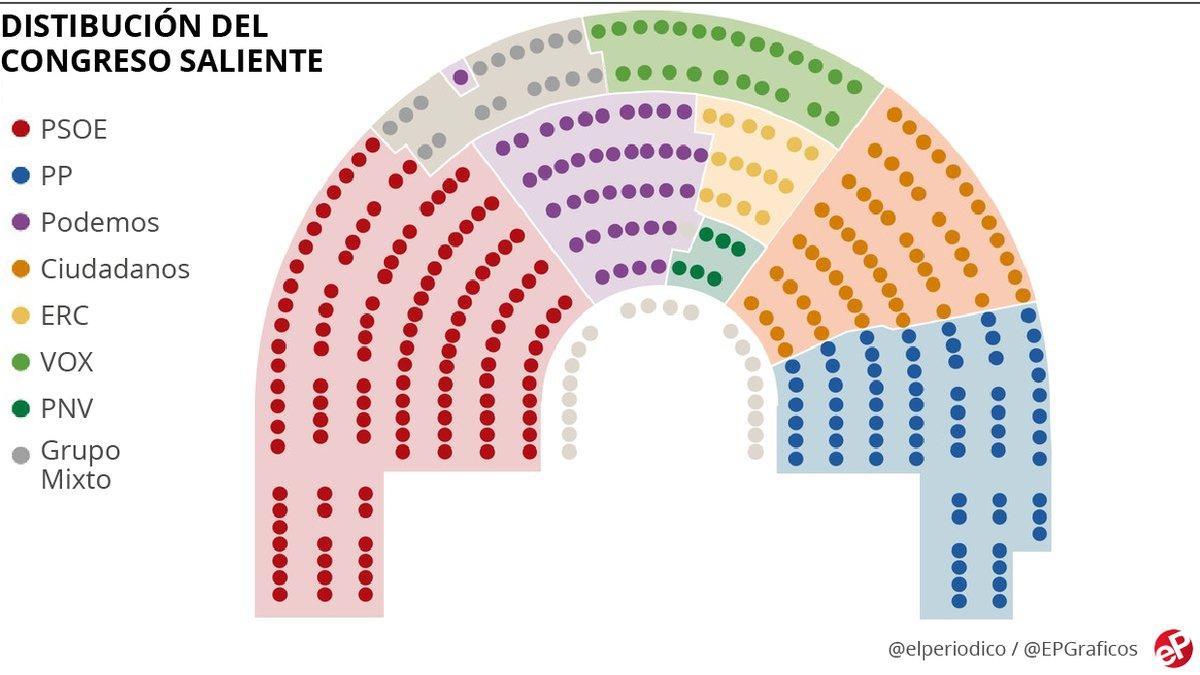 DISTIBUCIÓN DEL
CONGRESO SALIENTE
PSOE
PP
Podemos
Ciudadanos
ERC
VOX
PNV
Grupo
Mixto
@elperiodico / @EPGraficos
eP